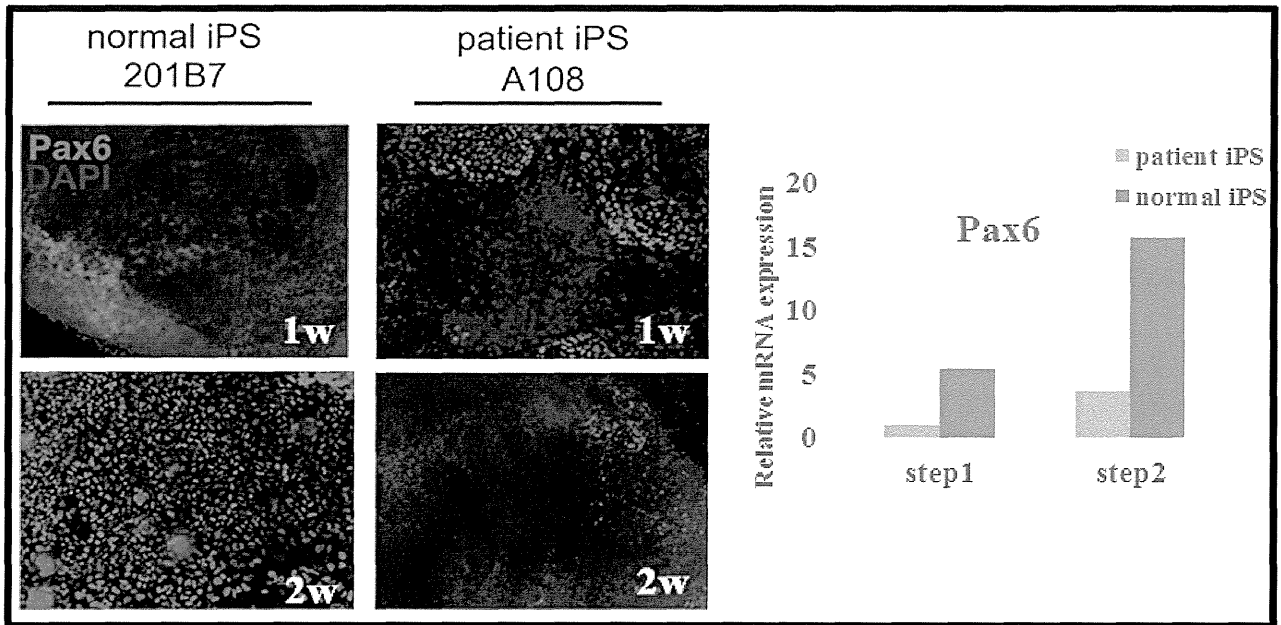 normal iPS
201B7
patient iPS
A108
Pax6
DAPI
1w
1w
2w
2w
patient iPS
normal iPS
Pax6
Relative mRNA expression
20
15
10
5
0
step1
step2